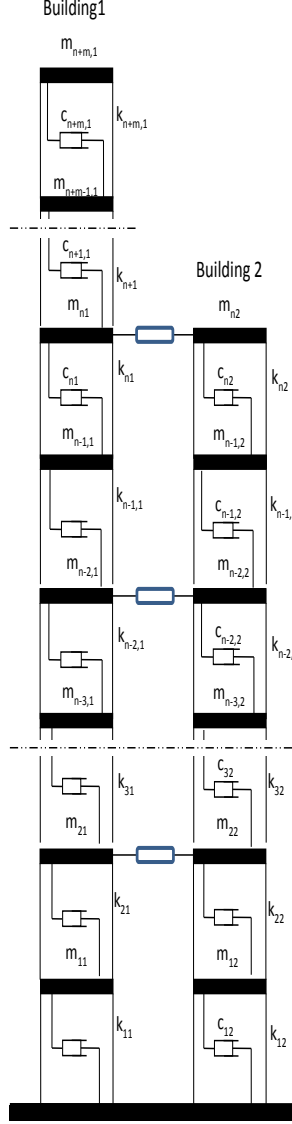 Building1
m_{n+m,1}
c_{n+m,1} k_{n+m,1}
m_{n+m-1,1}
c_{n+1,1} k_{n+1}
Building 2
m_{n1} m_{n2}
k_{n1} k_{n2}
c_{n1} c_{n2}
m_{n-1,1} m_{n-1,2}
k_{n-1,1} c_{n-1,2} k_{n-1,
m_{n-2,1} m_{n-2,2}
k_{n-2,1} c_{n-2,2} k_{n-2,
m_{n-3,1} m_{n-3,2}
k_{31} c_{32} k_{32}
m_{21} m_{22}
k_{21} k_{22}
m_{11} m_{12}
k_{11} c_{12} k_{12}